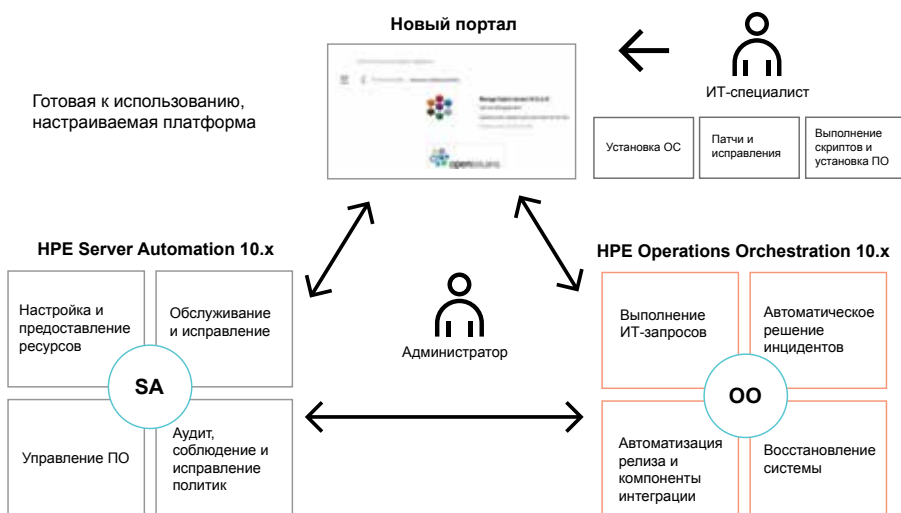 Новый портал
openstalns
ИТ-специалист
Готовая к использованию,
настраиваемая платформа
Установка ОС
Патчи и
исправления
Выполнение
скриптов и
установка ПО
HPE Server Automation 10.x
HPE Operations Orchestration 10.x
Настройка и
предоставление
ресурсов
Обслуживание
и исправление
SA
Управление ПО
Аудит,
соблюдение и
исправление
политик
Администратор
Выполнение
ИТ-запросов
Автоматическое
решение
инцидентов
OO
Автоматизация
релиза и
компоненты
интеграции
Восстановление
системы